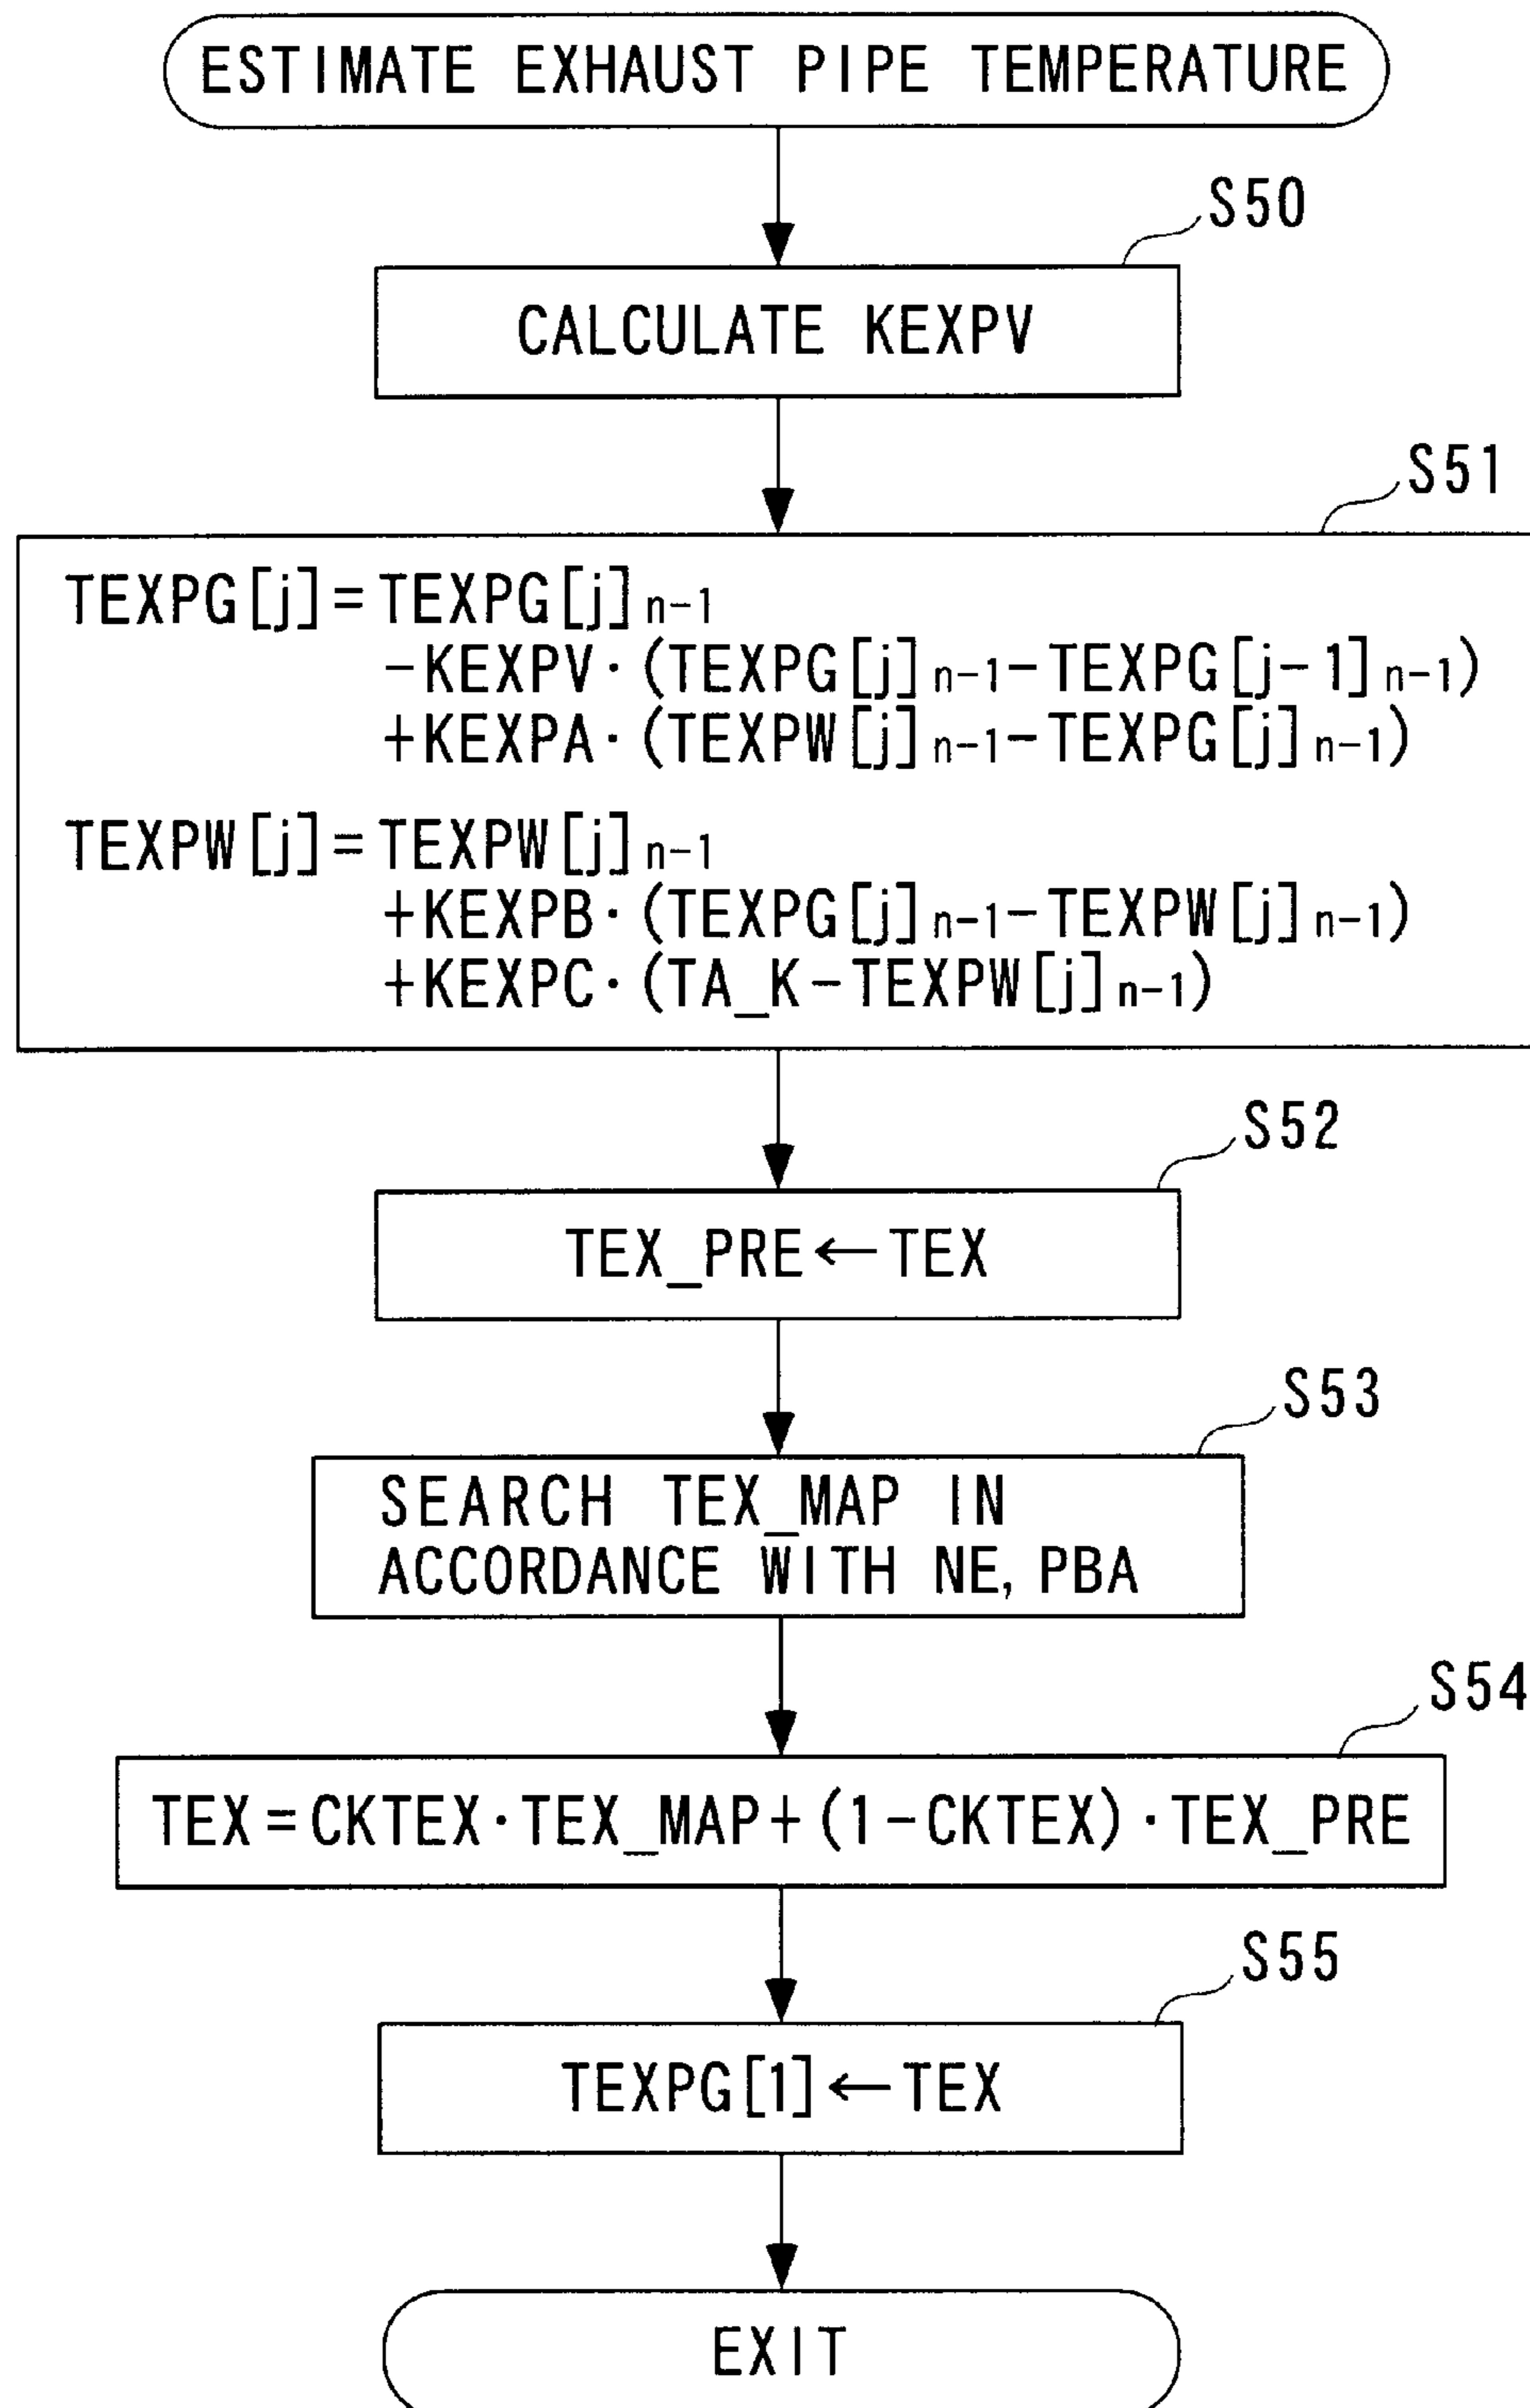 ESTIMATE EXHAUST PIPE TEMPERATURE
S50
CALCULATE KEXPV
S51
TEXPG[j]=TEXPG[j]n-1
-KEXPV·(TEXPG[j]n-1-TEXPG[j-1]n-1)
+KEXPA·(TEXPW[j]n-1-TEXPG[j]n-1)
TEXPW[j]=TEXPW[j]n-1
+KEXPB·(TEXPG[j]n-1-TEXPW[j]n-1)
+KEXPC·(TA_K-TEXPW[j]n-1)
S52
TEX_PRE←TEX
S53
SEARCH TEX_MAP IN
ACCORDANCE WITH NE, PBA
S54
TEX=CKTEX·TEX_MAP+(1-CKTEX)·TEX_PRE
S55
TEXPG[1]←TEX
EXIT